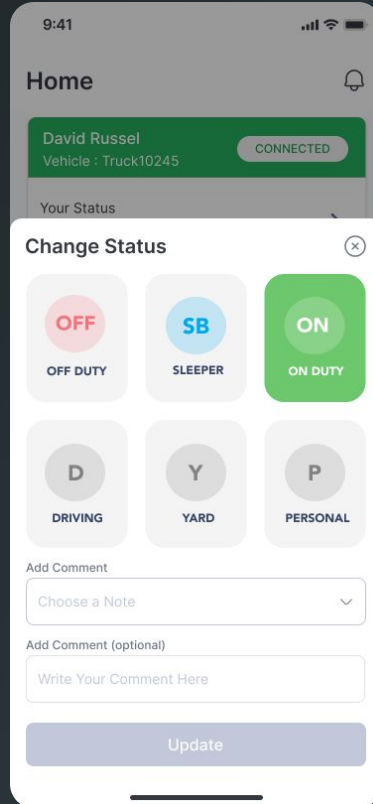 9:41
Home
David Russel
Vehicle : Truck10245
CONNECTED
Your Status
Change Status
OFF
OFF DUTY
SB
SLEEPER
ON
ON DUTY
D
DRIVING
Y
YARD
P
PERSONAL
Add Comment
Choose a Note
Add Comment (optional)
Write Your Comment Here
Update